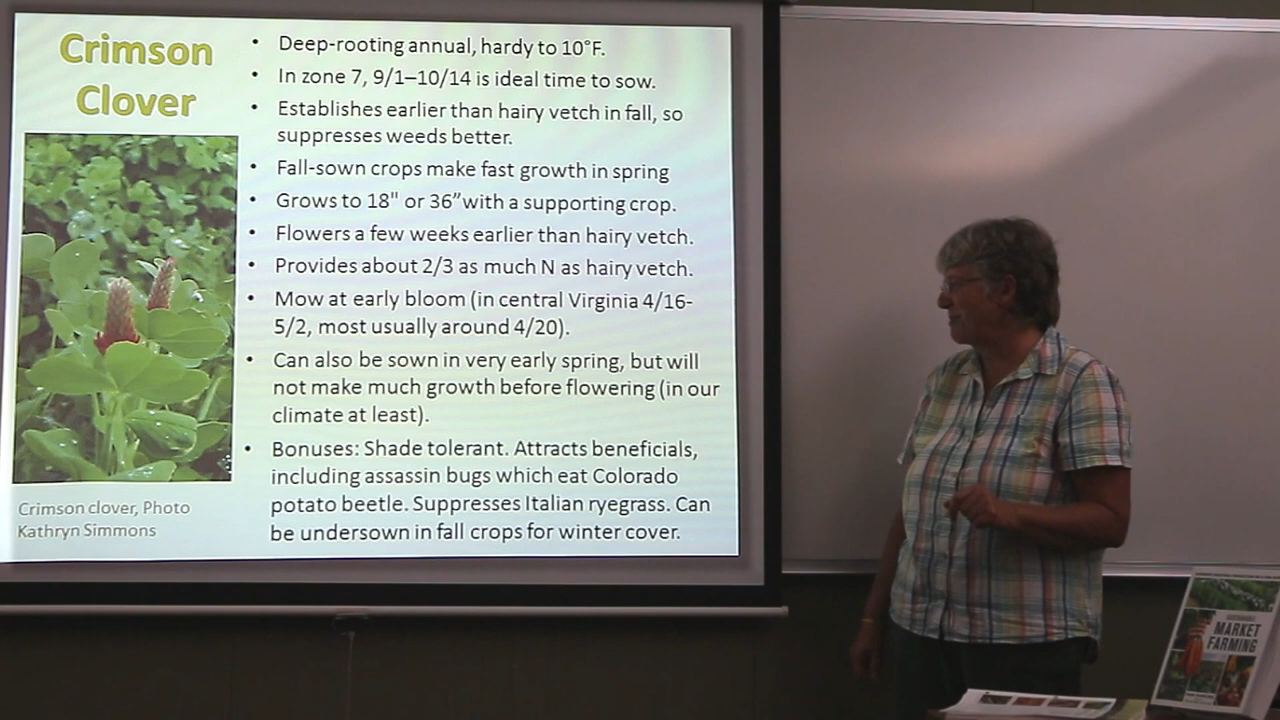 Crimson
Clover
• Deep-rooting annual, hardy to 10°F.
• In zone 7, 9/1–10/14 is ideal time to sow.
• Establishes earlier than hairy vetch in fall, so
suppresses weeds better.
• Fall-sown crops make fast growth in spring
• Grows to 18" or 36”with a supporting crop.
• Flowers a few weeks earlier than hairy vetch.
• Provides about 2/3 as much N as hairy vetch.
• Mow at early bloom (in central Virginia 4/16-
5/2, most usually around 4/20).
• Can also be sown in very early spring, but will
not make much growth before flowering (in our
climate at least).
• Bonuses: Shade tolerant. Attracts beneficials,
including assassin bugs which eat Colorado
potato beetle. Suppresses Italian ryegrass. Can
be undersown in fall crops for winter cover.
Crimson clover, Photo
Kathryn Simmons
MARKET
FARMING